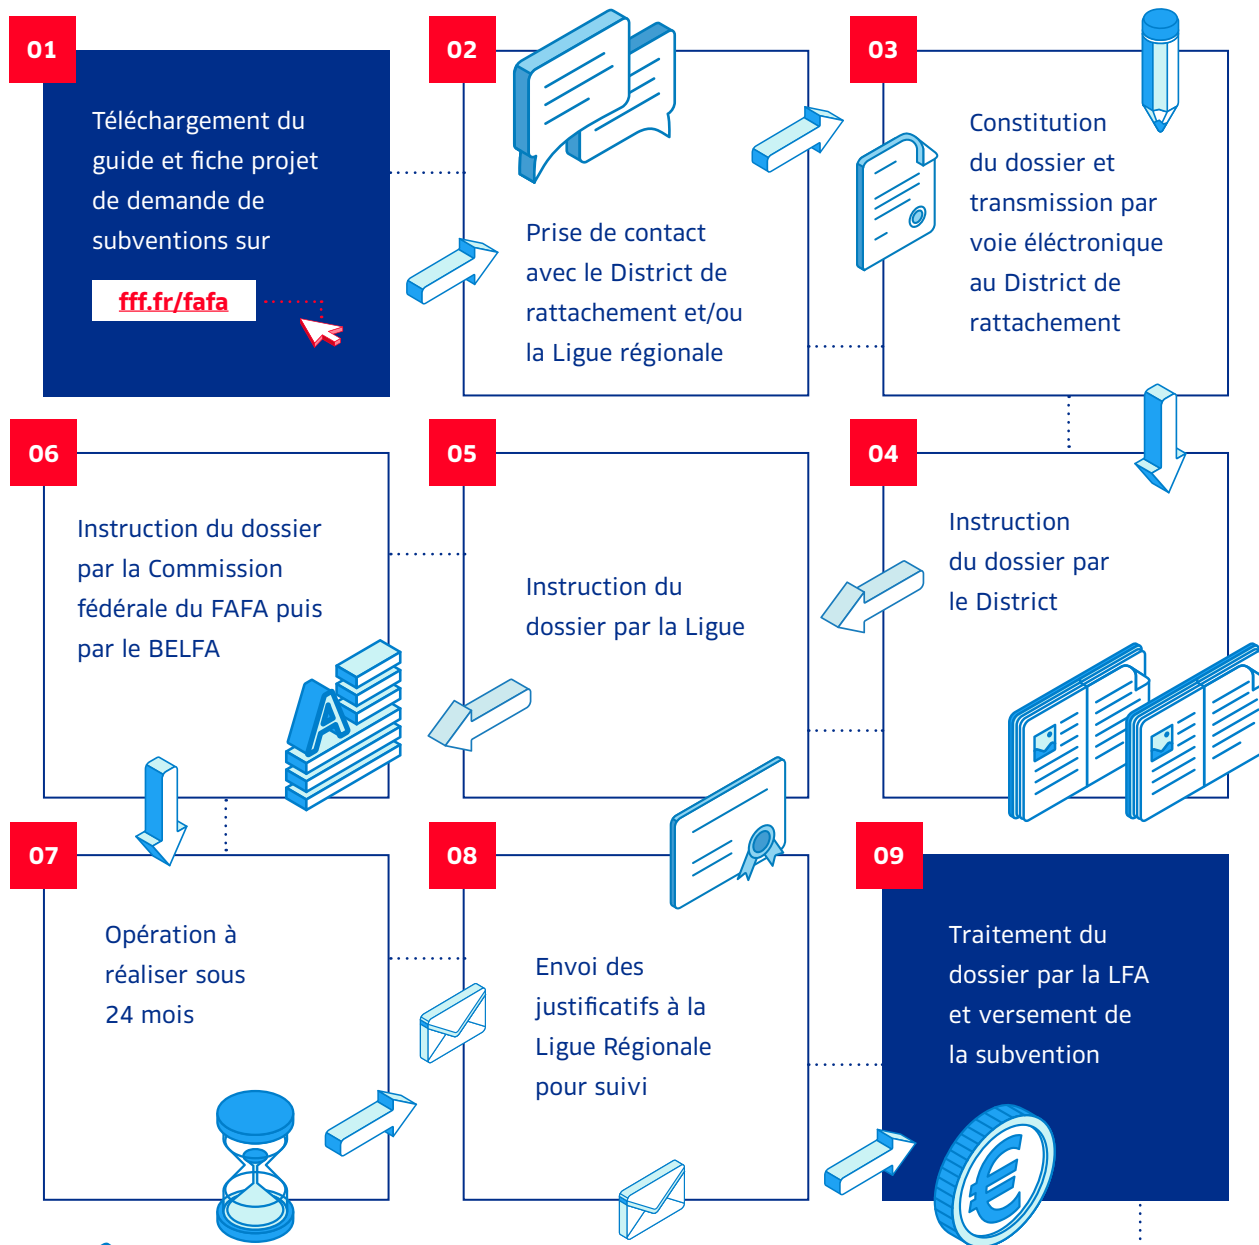 01
Téléchargement du
guide et fiche projet
de demande de
subventions sur
fff.fr/fafa
02
Prise de contact
avec le District de
rattachement et/ou
la Ligue régionale
03
Constitution
du dossier et
transmission par
voie éléctronique
au District de
rattachement
04
Instruction
du dossier par
le District
05
Instruction du
dossier par la Ligue
06
Instruction du dossier
par la Commission
fédérale du FAFA puis
par le BELFA
A
07
Opération à
réaliser sous
24 mois
08
Envoi des
justificatifs à la
Ligue Régionale
pour suivi
09
Traitement du
dossier par la LFA
et versement de
la subvention
€